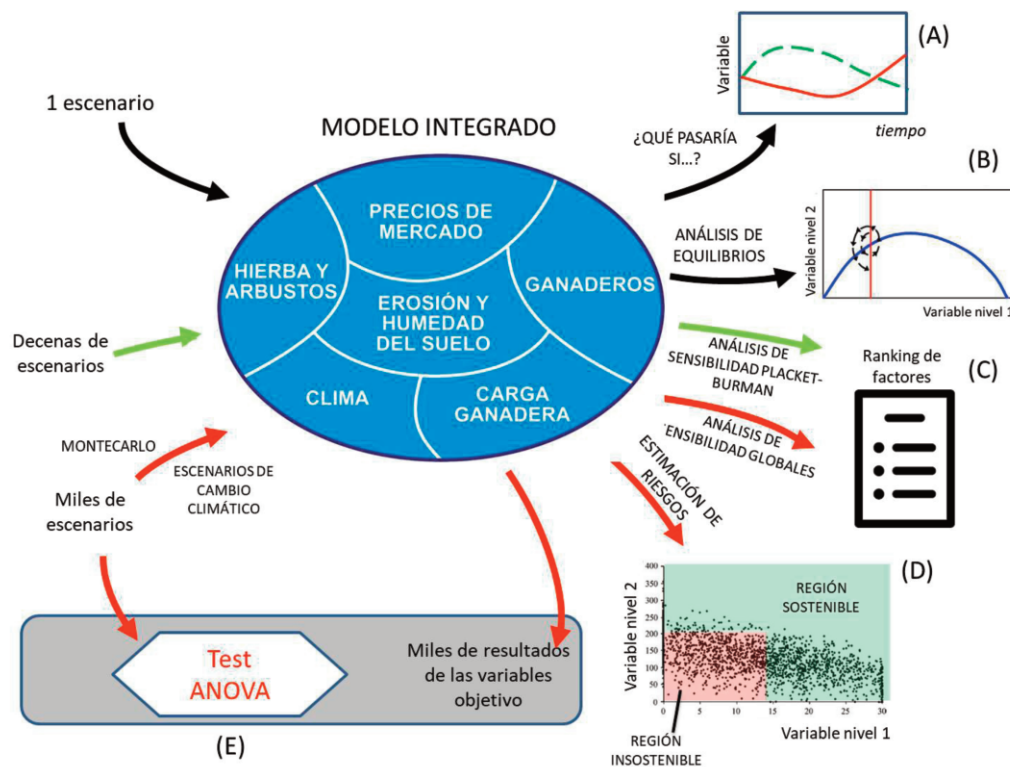 (A)
Variable
tiempo
1 escenario
MODELO INTEGRADO
¿QUÉ PASARÍA
SI...?
(B)
PRECIOS DE
MERCADO
HIERBA Y
ARBUSTOS
GANADEROS
EROSIÓN Y
HUMEDAD
DEL SUELO
CLIMA
CARGA
GANADERA
ANÁLISIS DE
EQUILIBRIOS
Variable nivel 2
Variable nivel 1
Decenas de
escenarios
ANÁLISIS DE
SENSIBILIDAD PLACKET-
BURMAN
Ranking de
factores
(C)
ANÁLISIS DE
SENSIBILIDAD GLOBALES
MONTECARLO
ESCENARIOS DE
CAMBIO
CLIMÁTICO
Miles de
escenarios
ESTIMACIÓN DE
RIESGOS
(D)
Variable nivel 2
400
350
300
250
200
150
100
50
0
0 5 10 15 20 25 30
Variable nivel 1
REGIÓN
SOSTENIBLE
REGIÓN
INSOSTENIBLE
Test
ANOVA
Miles de resultados
de las variables
objetivo
(E)